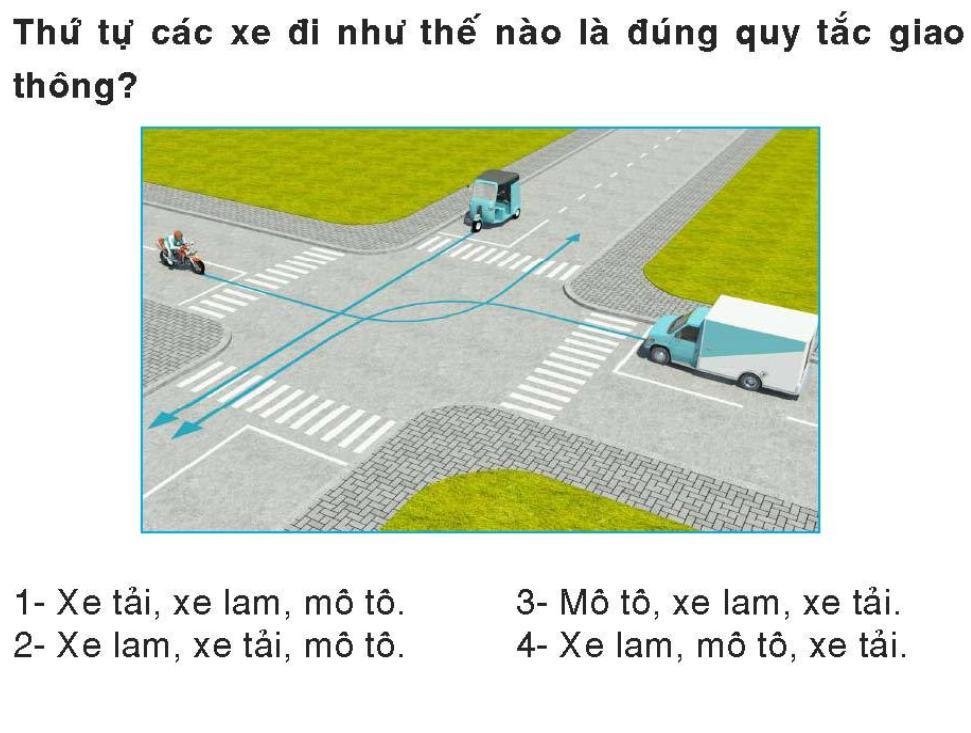 Thứ tự các xe đi như thế nào là đúng quy tắc giao
thông?
1- Xe tải, xe lam, mô tô.
2- Xe lam, xe tải, mô tô.
3- Mô tô, xe lam, xe tải.
4- Xe lam, mô tô, xe tải.